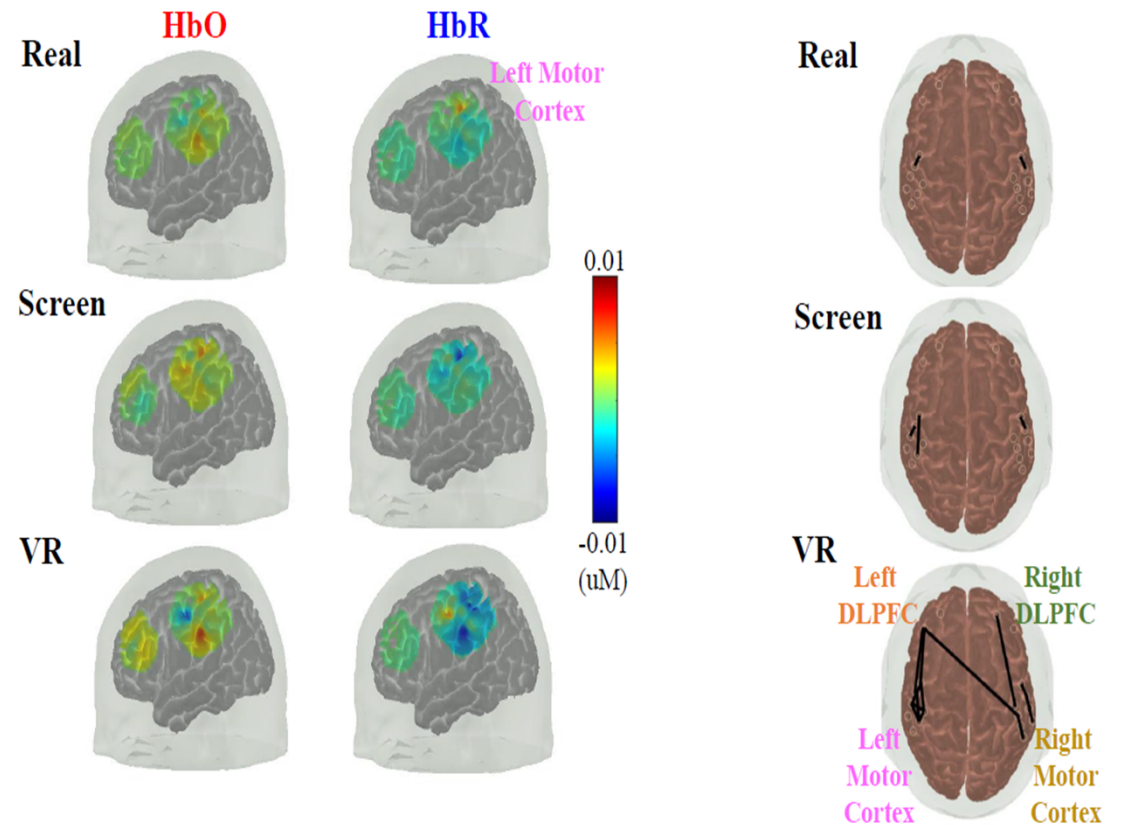 HbO
HbR
Real
Left Motor
Cortex
Screen
0.01
-0.01
(uM)
VR
Real
Screen
VR
Left
DLPFC
Right
DLPFC
Left
Motor
Cortex
Right
Motor
Cortex